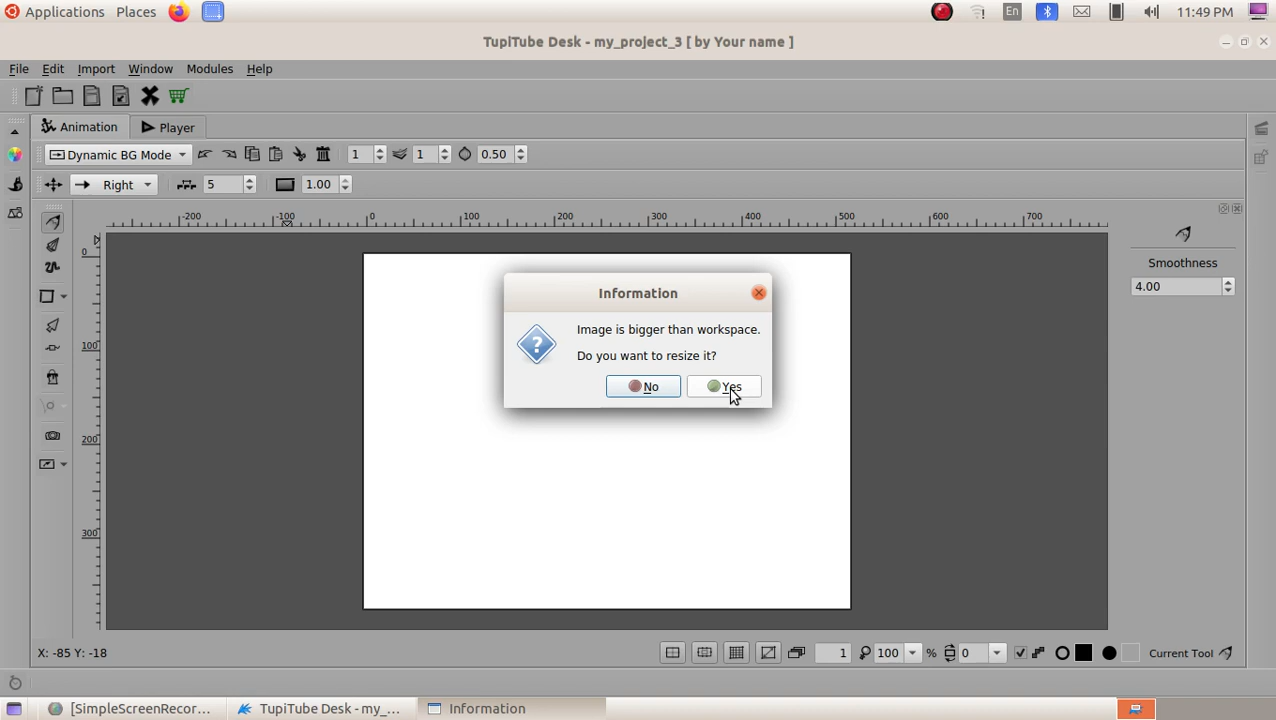 Applications Places En 11:49 PM
TupiTube Desk - my_project_3 [ by Your name ]
File Edit Import Window Modules Help
Animation Player
Dynamic BG Mode 1 1 0.50
Right 5 1.00
-200 -100 0 100 200 300 400 500 600 700
Smoothness
4.00
0
100
200
300
Information
Image is bigger than workspace.
Do you want to resize it?
No Yes
X: -85 Y: -18 1 100 % 0 Current Tool
[SimpleScreenRecor... TupiTube Desk - my_... Information